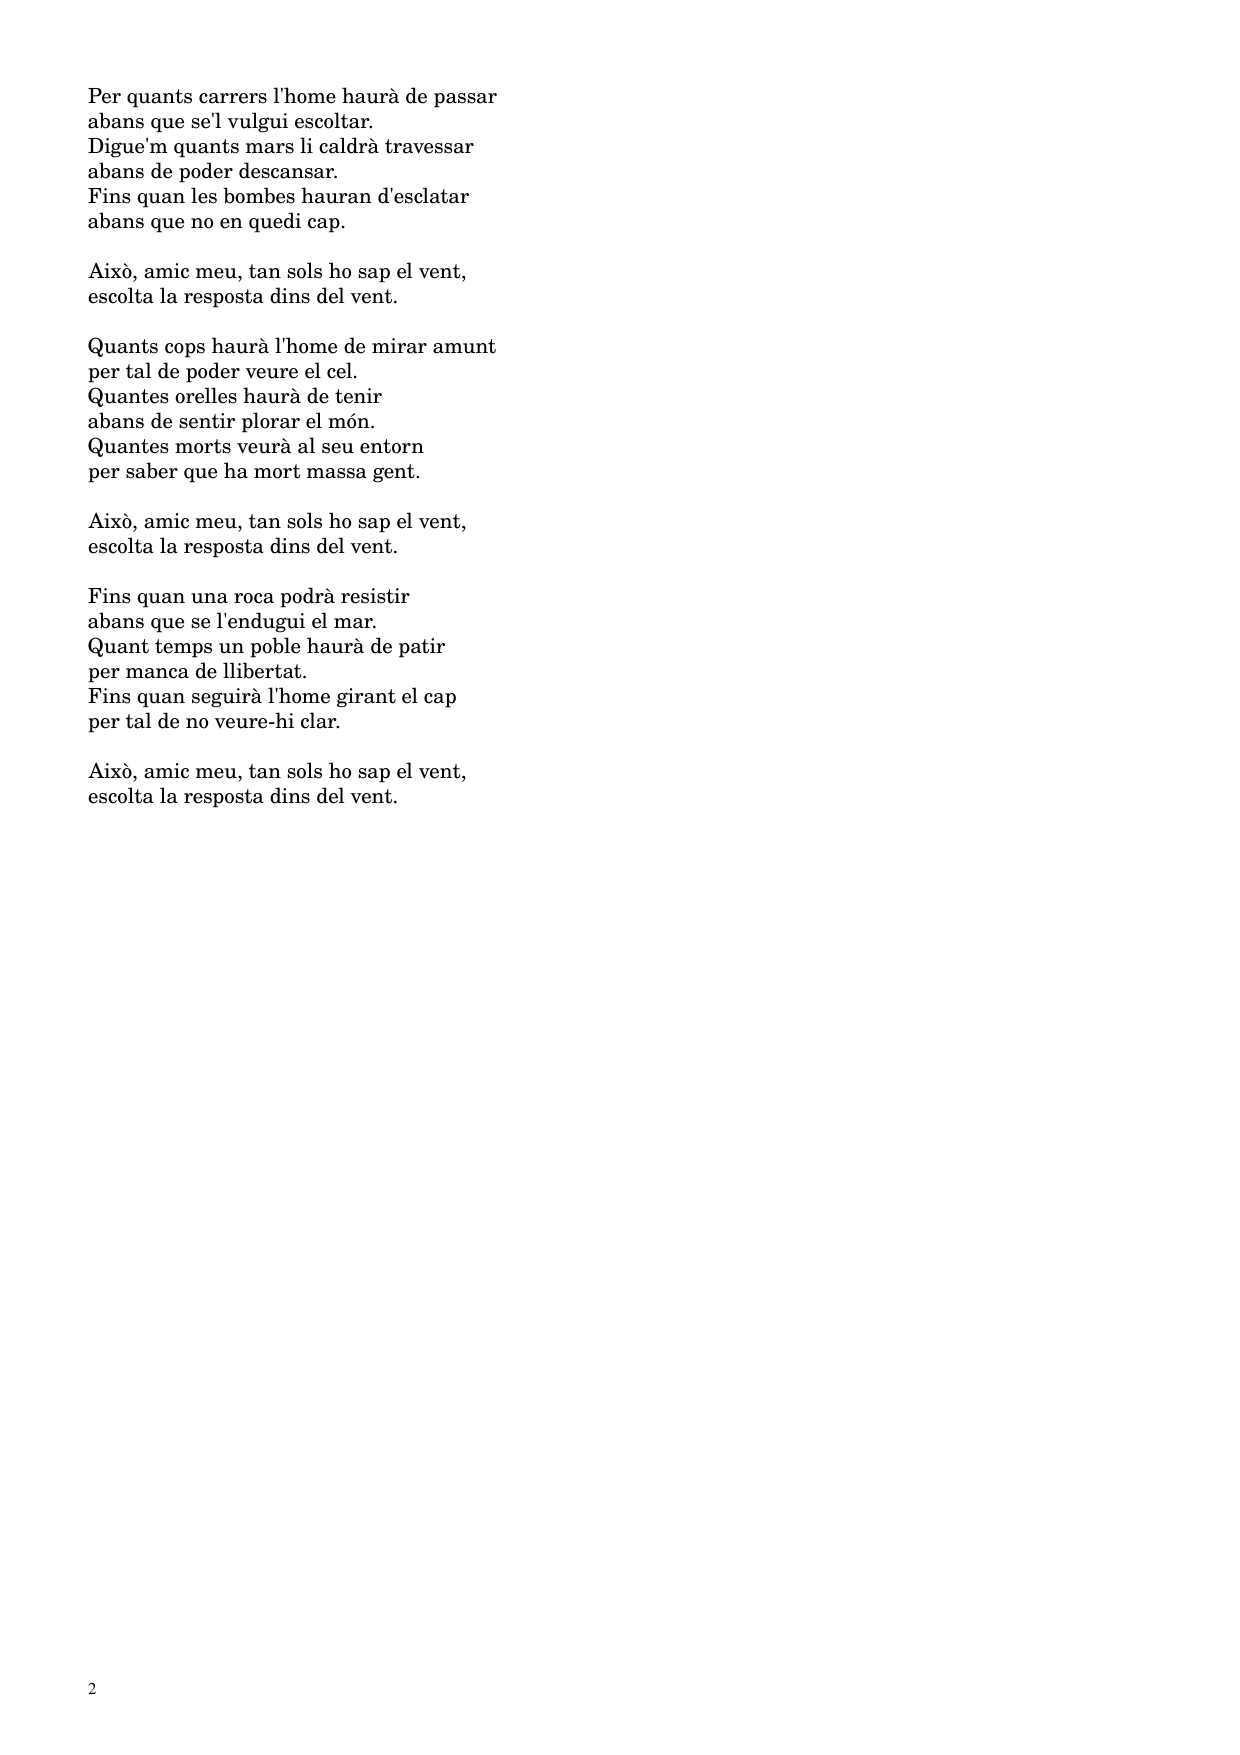 Per quants carrers l'home haurà de passar
abans que se'l vulgui escoltar.
Digue'm quants mars li caldrà travessar
abans de poder descansar.
Fins quan les bombes hauran d'esclatar
abans que no en quedi cap.

Això, amic meu, tan sols ho sap el vent,
escolta la resposta dins del vent.

Quants cops haurà l'home de mirar amunt
per tal de poder veure el cel.
Quantes orelles haurà de tenir
abans de sentir plorar el món.
Quantes morts veurà al seu entorn
per saber que ha mort massa gent.

Això, amic meu, tan sols ho sap el vent,
escolta la resposta dins del vent.

Fins quan una roca podrà resistir
abans que se l'endugui el mar.
Quant temps un poble haurà de patir
per manca de llibertat.
Fins quan seguirà l'home girant el cap
per tal de no veure-hi clar.

Això, amic meu, tan sols ho sap el vent,
escolta la resposta dins del vent.

2